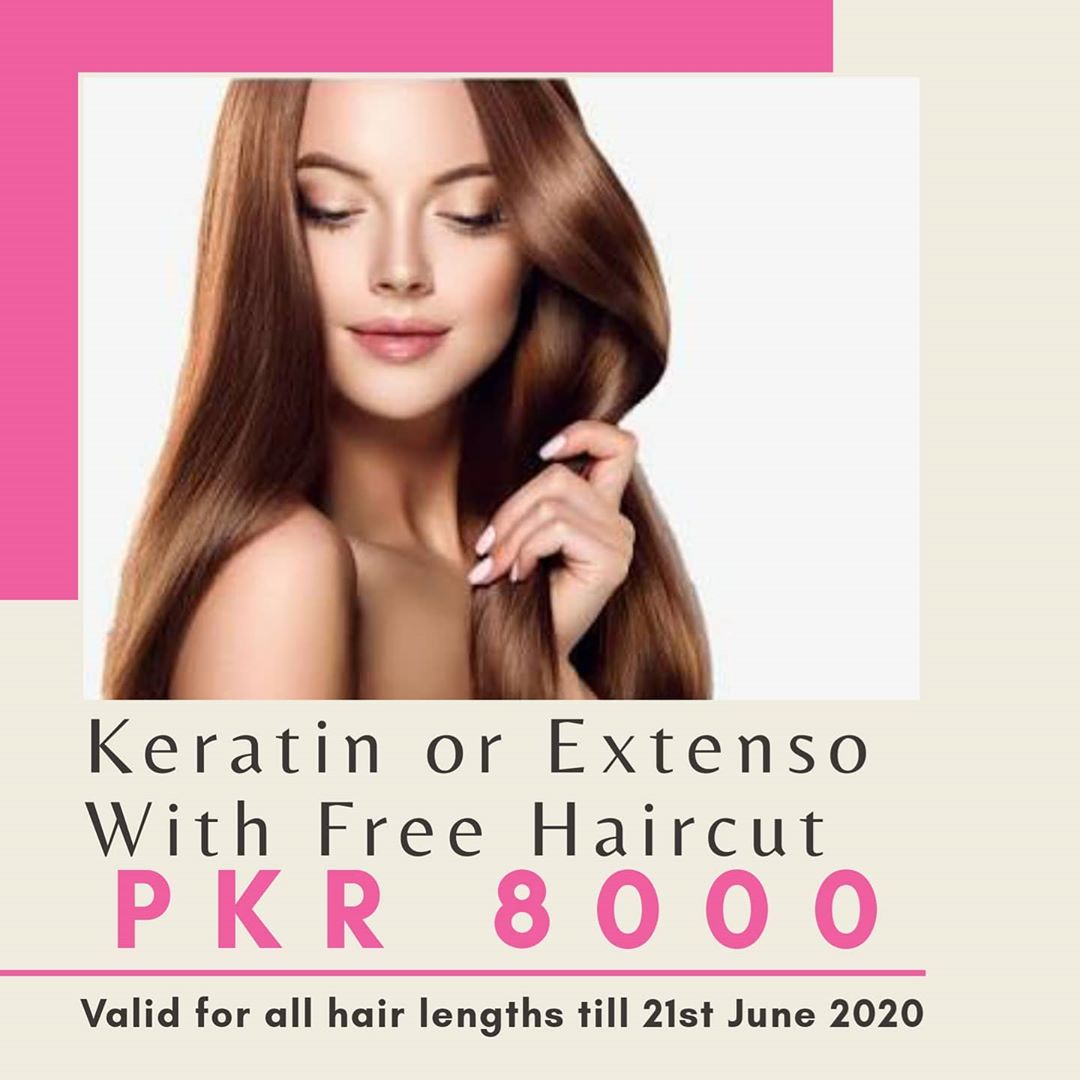 Keratin or Extenso
With Free Haircut
PKR 8000
Valid for all hair lengths till 21st June 2020